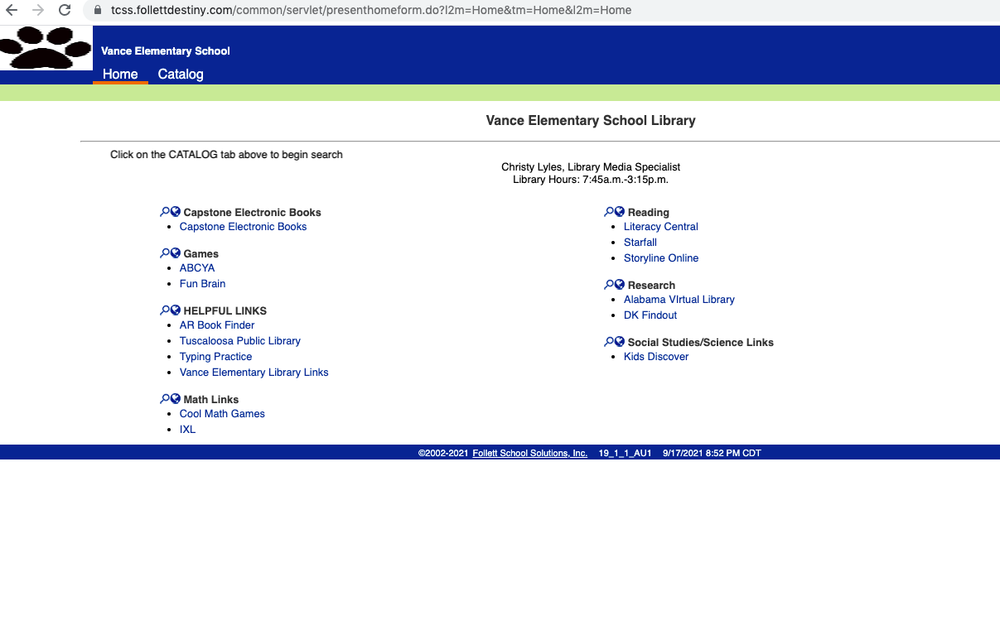 tcss.follettdestiny.com/common/servlet/presenthomeform.do?l2m=Home&tm=Home&l2m=Home
Vance Elementary School
Home Catalog
Vance Elementary School Library
Click on the CATALOG tab above to begin search
Christy Lyles, Library Media Specialist
Library Hours: 7:45a.m.-3:15p.m.
Capstone Electronic Books
Capstone Electronic Books
Games
ABCYA
Fun Brain
HELPFUL LINKS
AR Book Finder
Tuscaloosa Public Library
Typing Practice
Vance Elementary Library Links
Math Links
Cool Math Games
IXL
Reading
Literacy Central
Starfall
Storyline Online
Research
Alabama VIrtual Library
DK Findout
Social Studies/Science Links
Kids Discover
©2002-2021 Follett School Solutions, Inc. 19_1_1_AU1 9/17/2021 8:52 PM CDT